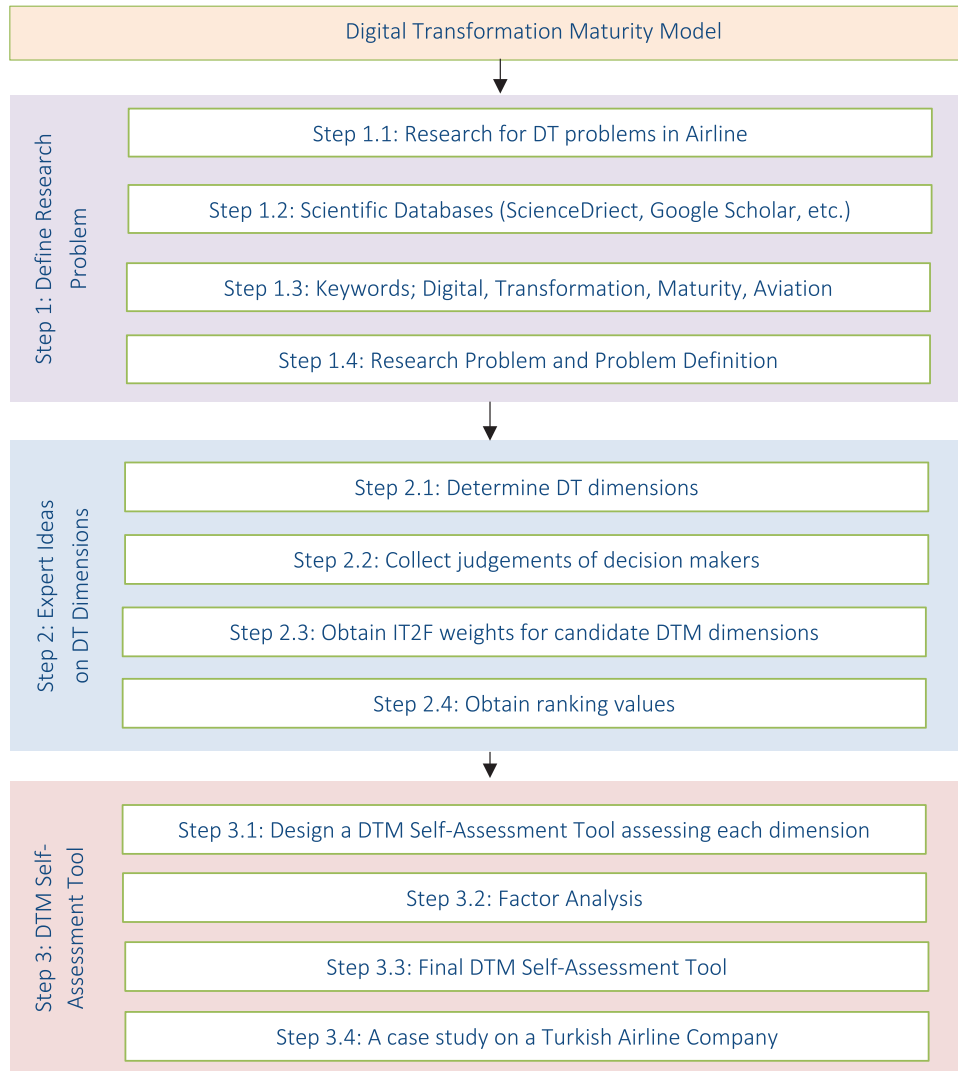 Digital Transformation Maturity Model
Step 1: Define Research
Problem
Step 1.1: Research for DT problems in Airline
Step 1.2: Scientific Databases (ScienceDriect, Google Scholar, etc.)
Step 1.3: Keywords; Digital, Transformation, Maturity, Aviation
Step 1.4: Research Problem and Problem Definition
Step 2: Expert Ideas
on DT Dimensions
Step 2.1: Determine DT dimensions
Step 2.2: Collect judgements of decision makers
Step 2.3: Obtain IT2F weights for candidate DTM dimensions
Step 2.4: Obtain ranking values
Step 3: DTM Self-
Assessment Tool
Step 3.1: Design a DTM Self-Assessment Tool assessing each dimension
Step 3.2: Factor Analysis
Step 3.3: Final DTM Self-Assessment Tool
Step 3.4: A case study on a Turkish Airline Company